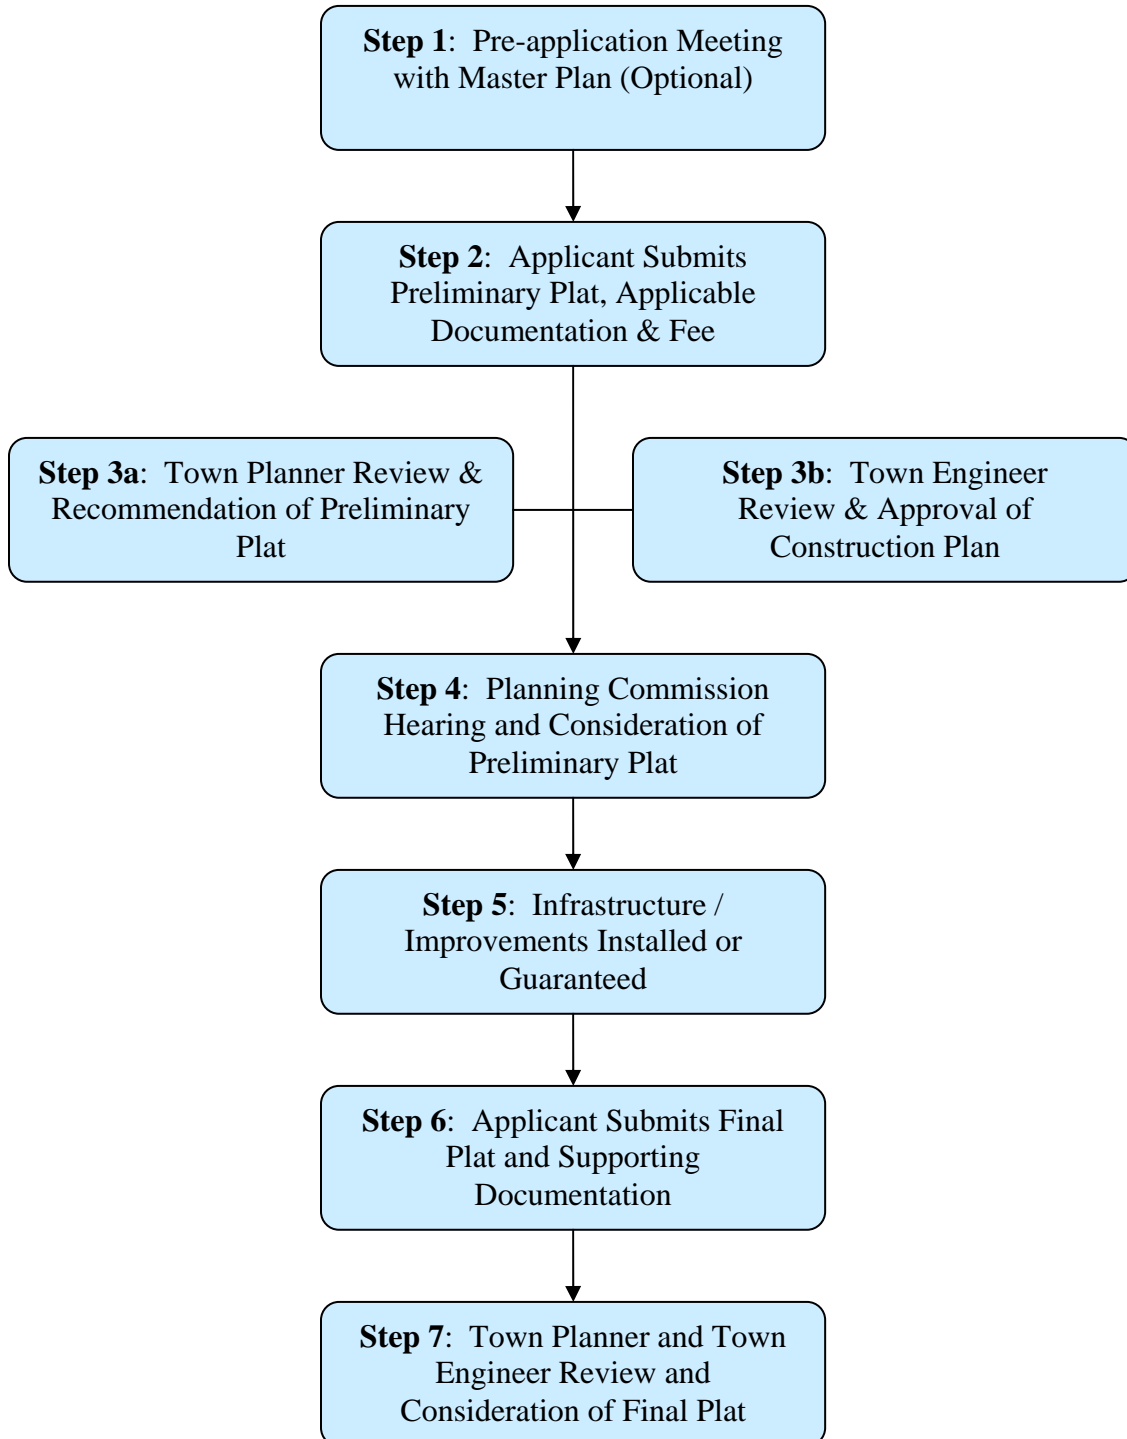 Step 1: Pre-application Meeting
with Master Plan (Optional)
Step 2: Applicant Submits
Preliminary Plat, Applicable
Documentation & Fee
Step 3a: Town Planner Review &
Recommendation of Preliminary
Plat
Step 3b: Town Engineer
Review & Approval of
Construction Plan
Step 4: Planning Commission
Hearing and Consideration of
Preliminary Plat
Step 5: Infrastructure /
Improvements Installed or
Guaranteed
Step 6: Applicant Submits Final
Plat and Supporting
Documentation
Step 7: Town Planner and Town
Engineer Review and
Consideration of Final Plat